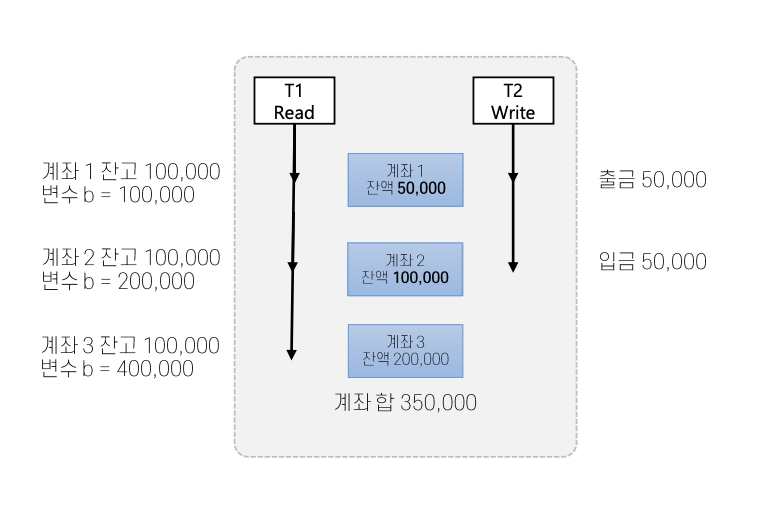 T1
Read
T2
Write
계좌 1 잔고 100,000
변수 b = 100,000
계좌 1
잔액 50,000
출금 50,000
계좌 2 잔고 100,000
변수 b = 200,000
계좌 2
잔액 100,000
입금 50,000
계좌 3 잔고 100,000
변수 b = 400,000
계좌 3
잔액 200,000
계좌 합 350,000